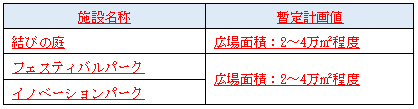 施設名称 暫定計画値
結びの庭 広場面積：2～4万㎡程度
フェスティバルパーク 広場面積：2～4万㎡程度
イノベーションパーク